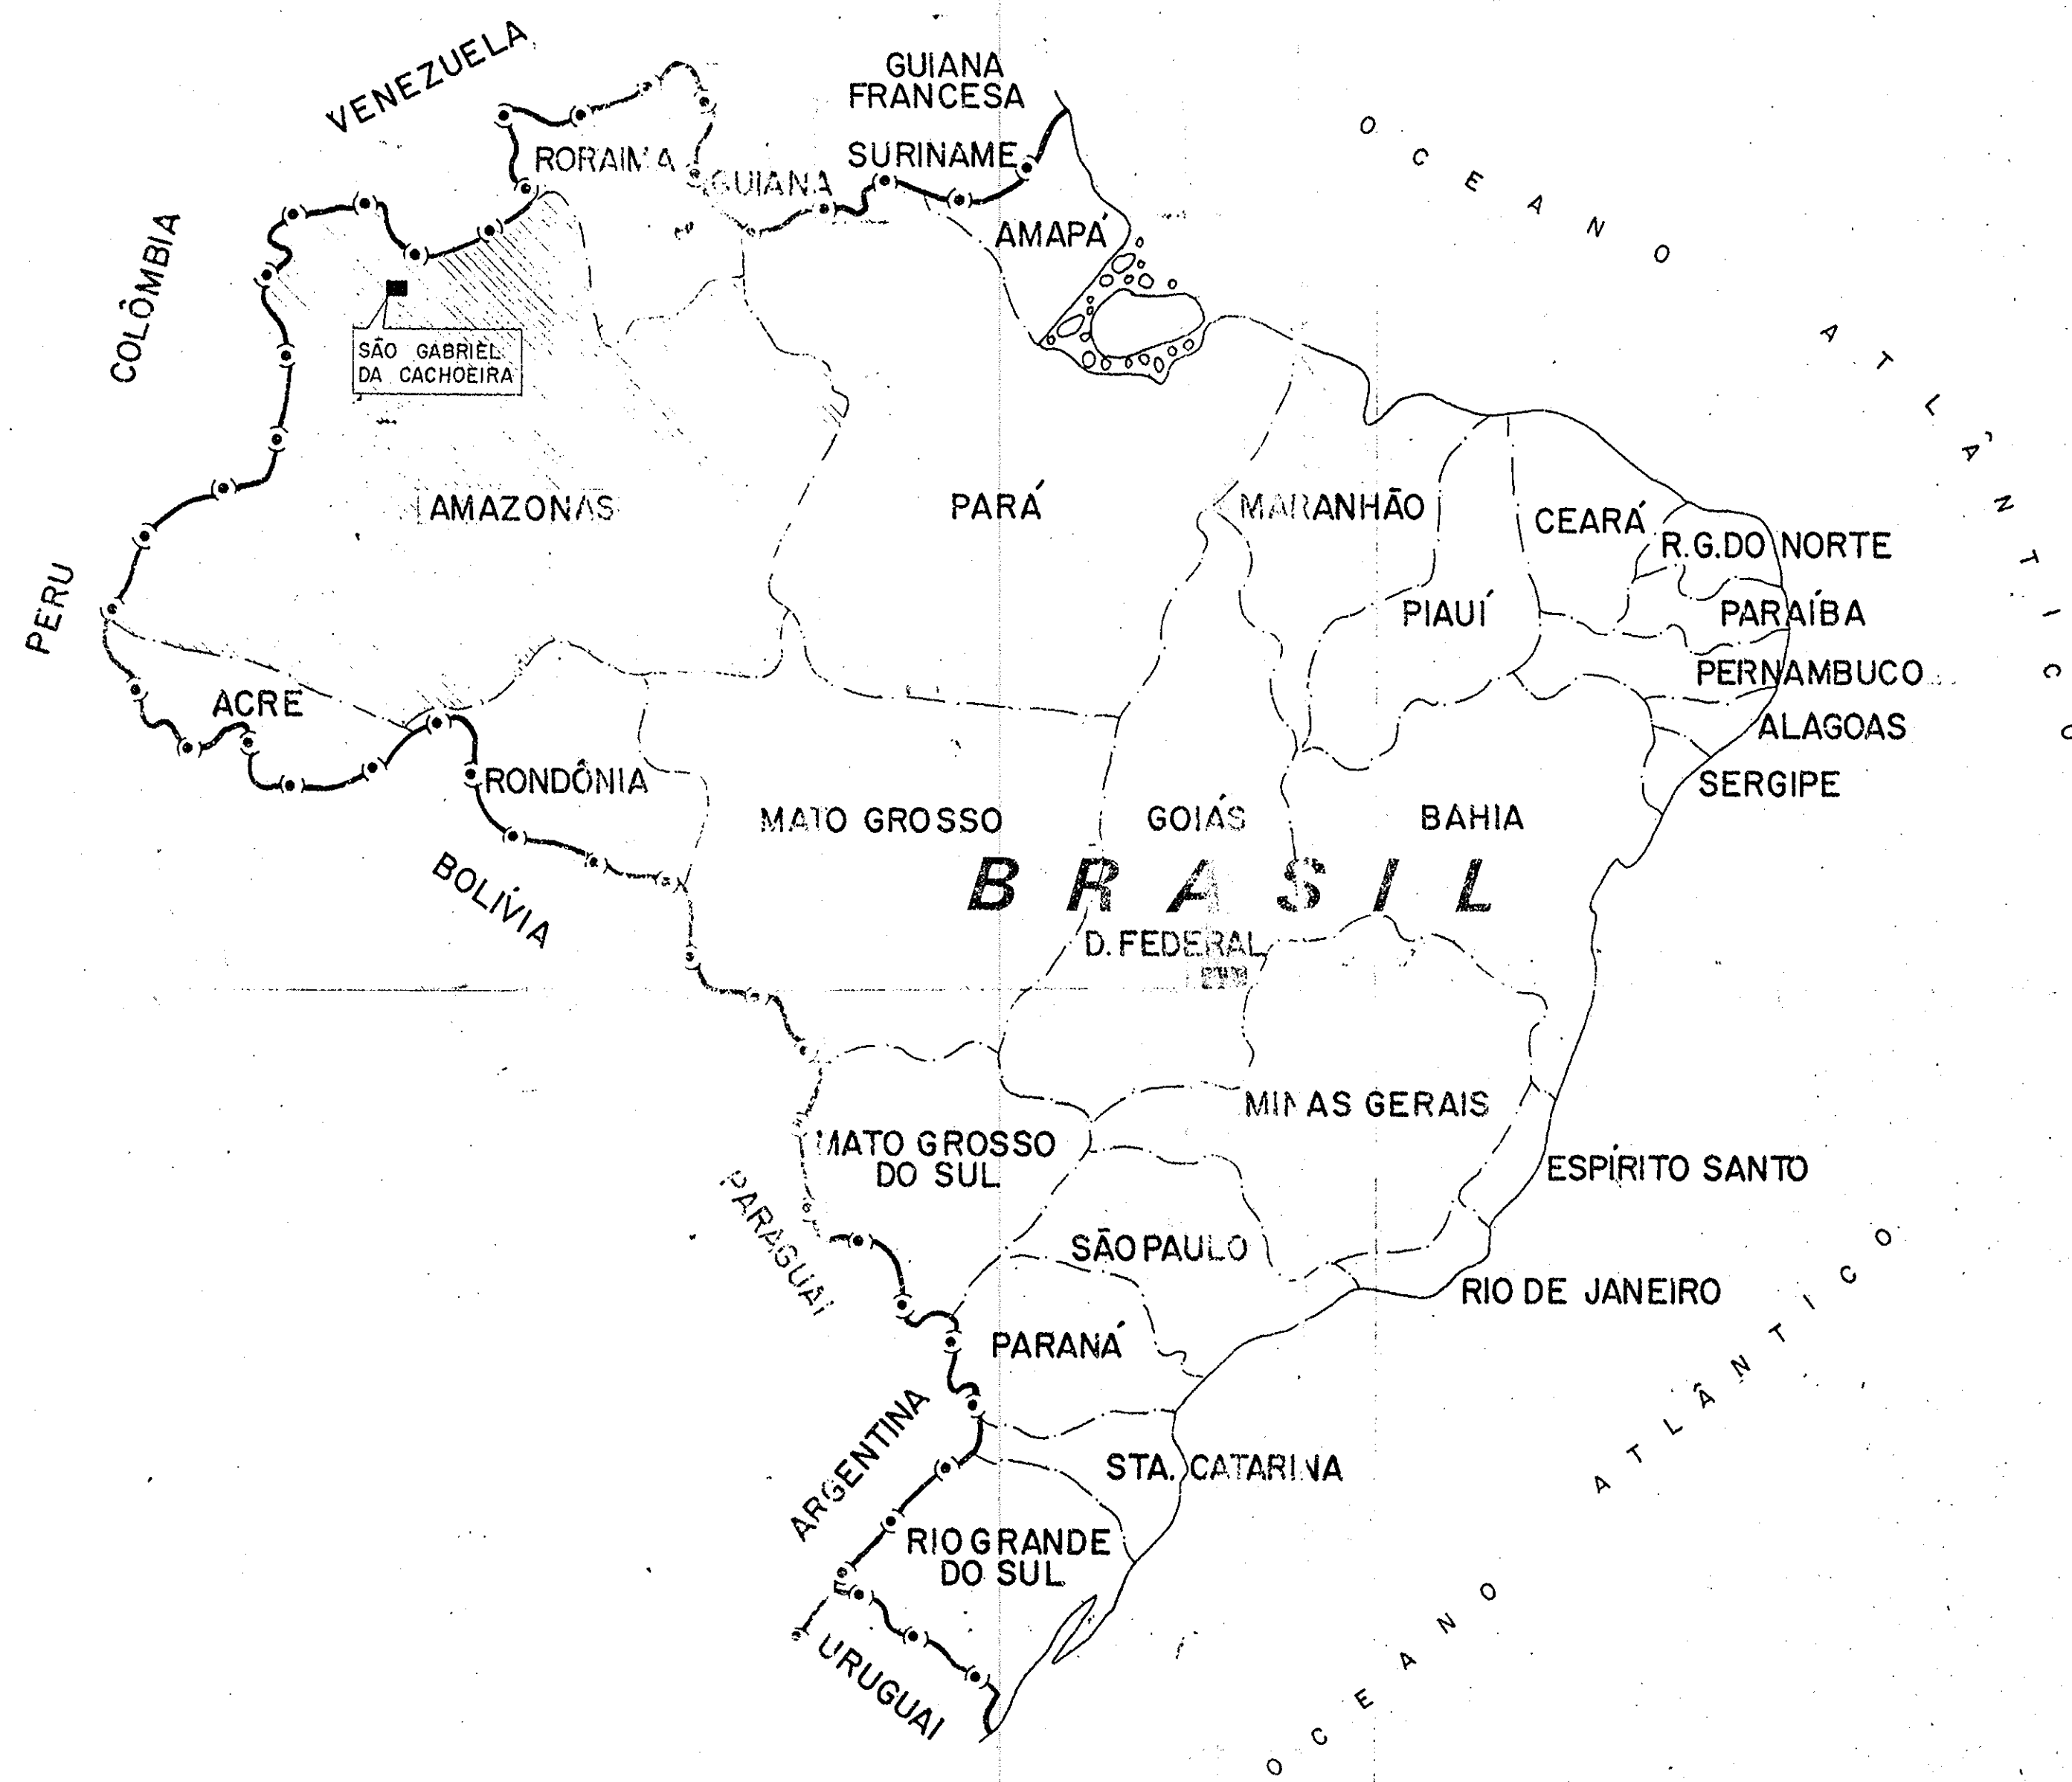 VENEZUELA
GUIANA
FRANCESA
SURINAME
RORAIMA
GUIANA
OCEANO ATLÂNTICO
COLÔMBIA
AMAPÁ
SÃO GABRIEL
DA CACHOEIRA
AMAZONAS
PARÁ
MARANHÃO
CEARÁ
R.G.DO NORTE
PERU
PIAUÍ
PARAÍBA
PERNAMBUCO
ACRE
ALAGOAS
RONDÔNIA
SERGIPE
MATO GROSSO
GOIÁS
BAHIA
BOLÍVIA
BRASIL
D. FEDERAL
MINAS GERAIS
MATO GROSSO
DO SUL
ESPÍRITO SANTO
PARAGUAI
SÃO PAULO
RIO DE JANEIRO
PARANÁ
ARGENTINA
STA. CATARINA
RIO GRANDE
DO SUL
URUGUAI
OCEANO ATLÂNTICO